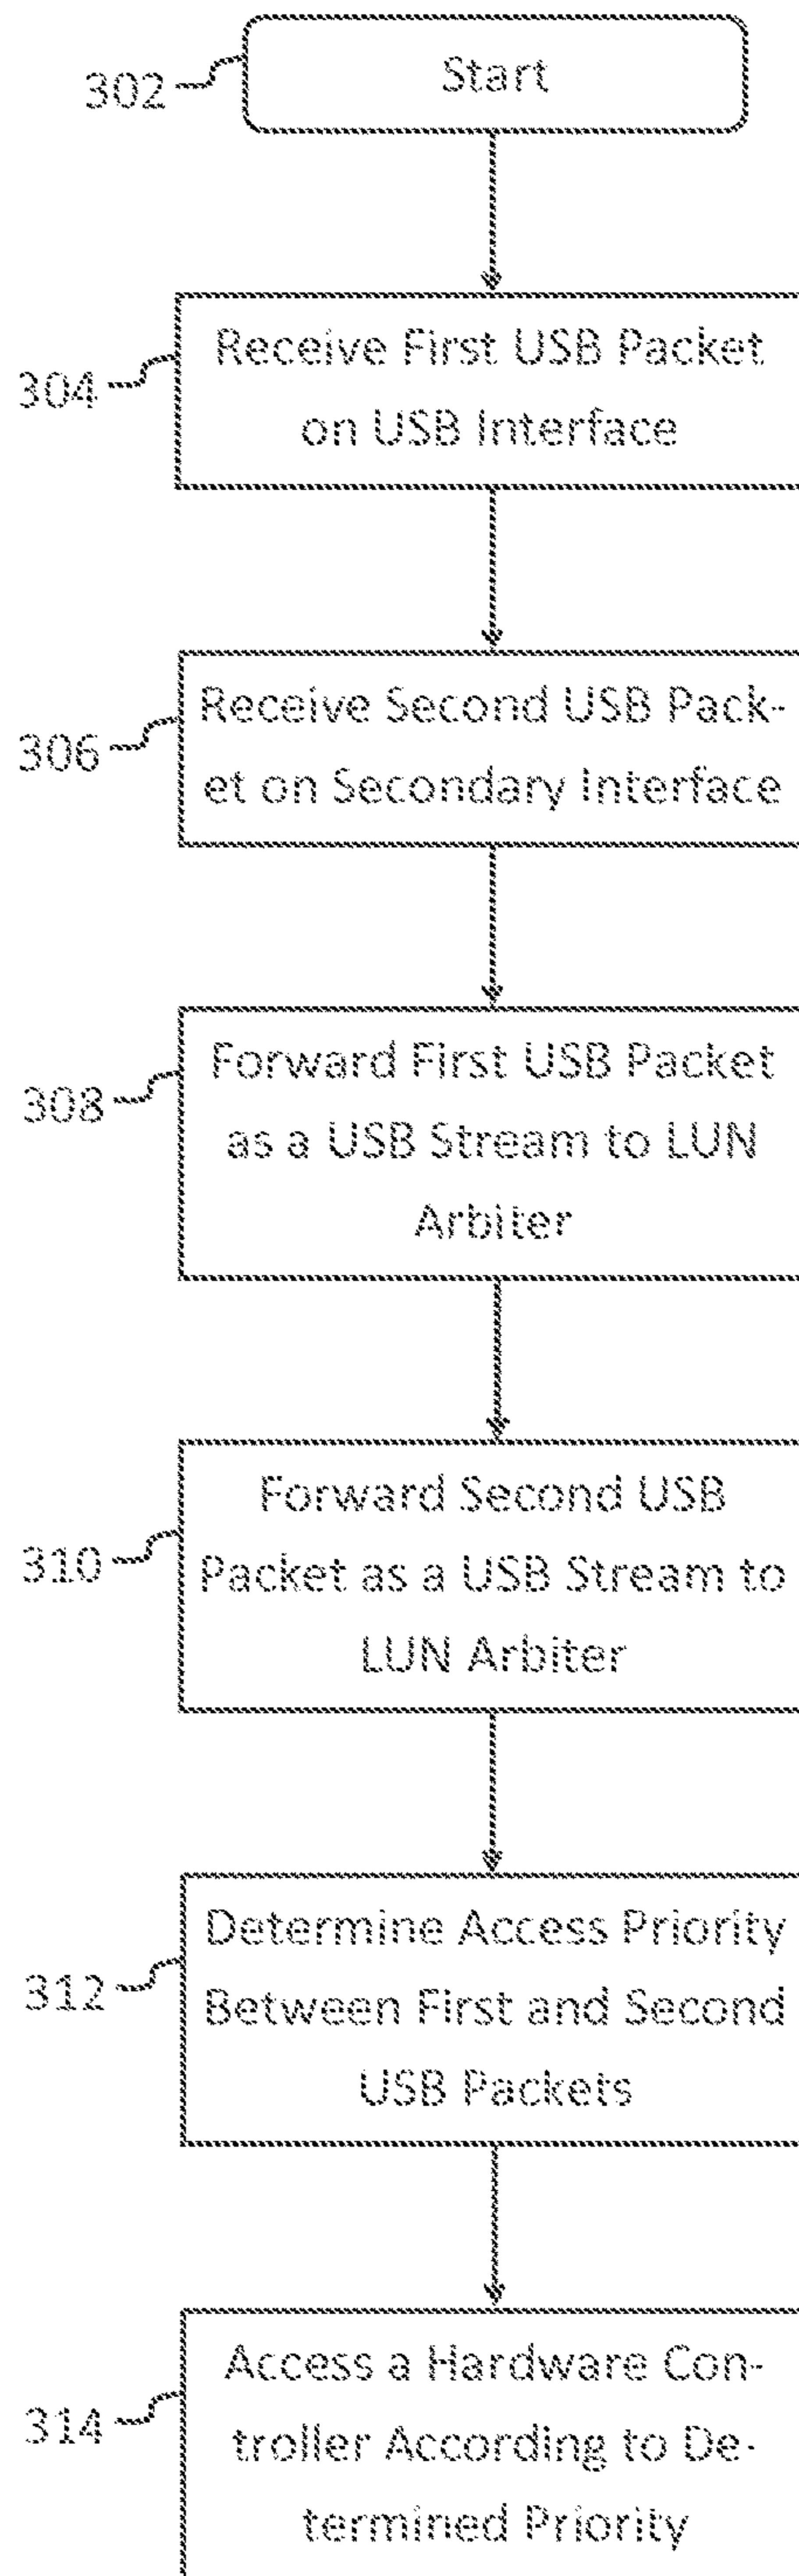 302
Start
304
Receive First USB Packet
on USB Interface
306
Receive Second USB Pack-
et on Secondary Interface
308
Forward First USB Packet
as a USB Stream to LUN
Arbiter
310
Forward Second USB
Packet as a USB Stream to
LUN Arbiter
312
Determine Access Priority
Between First and Second
USB Packets
314
Access a Hardware Con-
troller According to De-
termined Priority